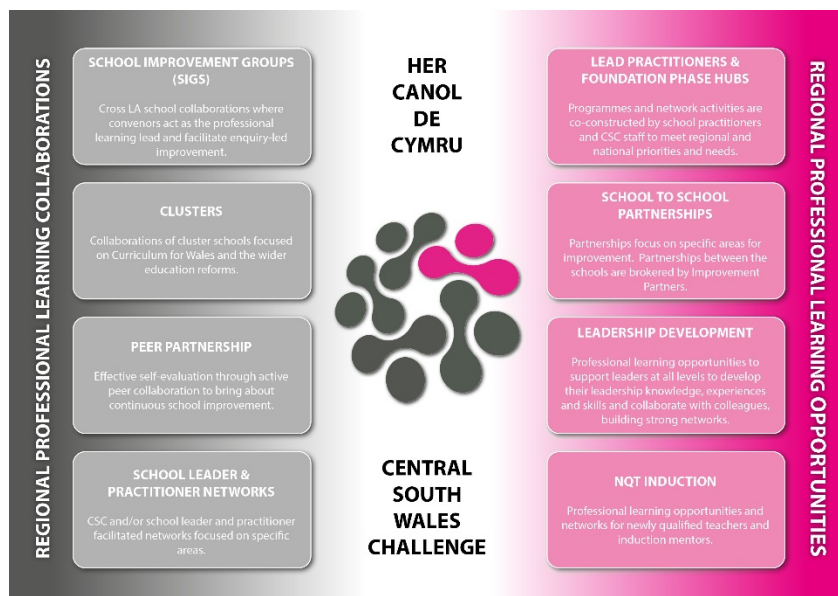 REGIONAL PROFESSIONAL LEARNING COLLABORATIONS
SCHOOL IMPROVEMENT GROUPS
(SIGS)
Cross LA school collaborations where
convenors act as the professional
learning lead and facilitate enquiry-led
improvement.
CLUSTERS
Collaborations of cluster schools focused
on Curriculum for Wales and the wider
education reforms.
PEER PARTNERSHIP
Effective self-evaluation through active
peer collaboration to bring about
continuous school improvement.
SCHOOL LEADER &
PRACTITIONER NETWORKS
CSC and/or school leader and practitioner
facilitated networks focused on specific
areas.
HER
CANOL
DE
CYMRU
CENTRAL
SOUTH
WALES
CHALLENGE
LEAD PRACTITIONERS &
FOUNDATION PHASE HUBS
Programmes and network activities are
co-constructed by school practitioners
and CSC staff to meet regional and
national priorities and needs.
SCHOOL TO SCHOOL
PARTNERSHIPS
Partnerships focus on specific areas for
improvement. Partnerships between the
schools are brokered by Improvement
Partners.
LEADERSHIP DEVELOPMENT
Professional learning opportunities to
support leaders at all levels to develop
their leadership knowledge, experiences
and skills and collaborate with colleagues,
building strong networks.
NQT INDUCTION
Professional learning opportunities and
networks for newly qualified teachers and
induction mentors.
REGIONAL PROFESSIONAL LEARNING OPPORTUNITIES